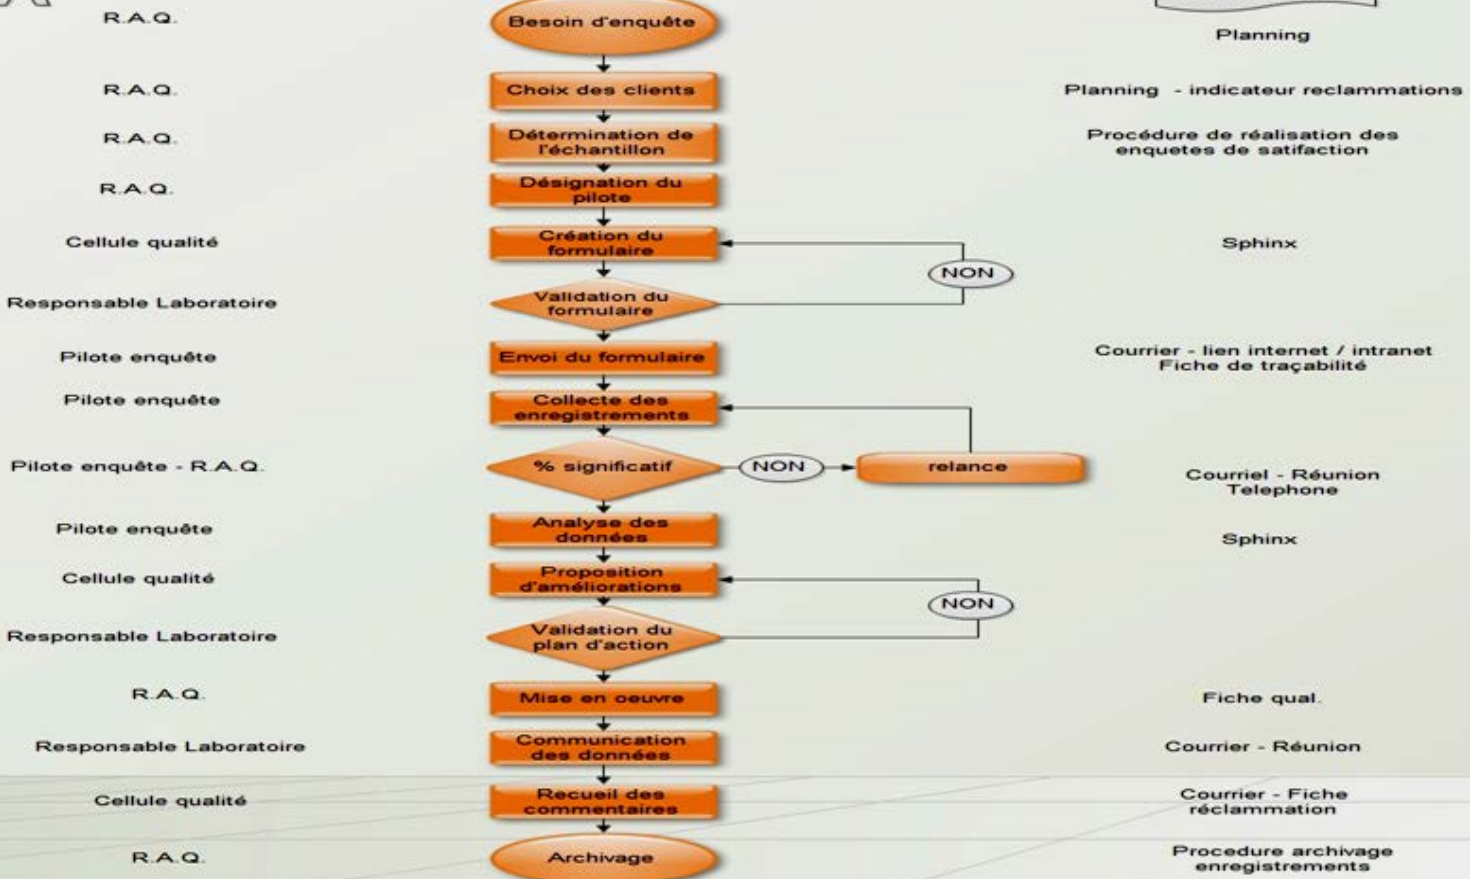 R.A.Q.
Besoin d'enquête
Planning
R.A.Q.
Choix des clients
Planning - indicateur reclammations
R.A.Q.
Détermination de
l'échantillon
Procédure de réalisation des
enquetes de satifaction
R.A.Q.
Désignation du
pilote
Cellule qualité
Création du
formulaire
Sphinx
NON
Responsable Laboratoire
Validation du
formulaire
Pilote enquête
Envoi du formulaire
Courrier - lien internet / intranet
Fiche de traçabilité
Pilote enquête
Collecte des
enregistrements
Pilote enquête - R.A.Q.
% significatif
NON
relance
Courriel - Réunion
Telephone
Pilote enquête
Analyse des
données
Sphinx
Cellule qualité
Proposition
d'améliorations
NON
Responsable Laboratoire
Validation du
plan d'action
R.A.Q.
Mise en oeuvre
Fiche qual.
Responsable Laboratoire
Communication
des données
Courrier - Réunion
Cellule qualité
Recueil des
commentaires
Courrier - Fiche
réclammation
R.A.Q.
Archivage
Procedure archivage
enregistrements